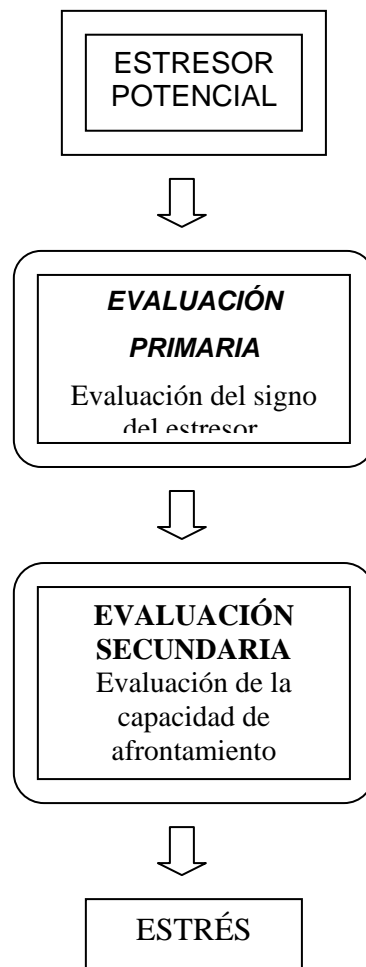 ESTRESOR
POTENCIAL
EVALUACIÓN
PRIMARIA
Evaluación del signo
del estresor
EVALUACIÓN
SECUNDARIA
Evaluación de la
capacidad de
afrontamiento
ESTRÉS